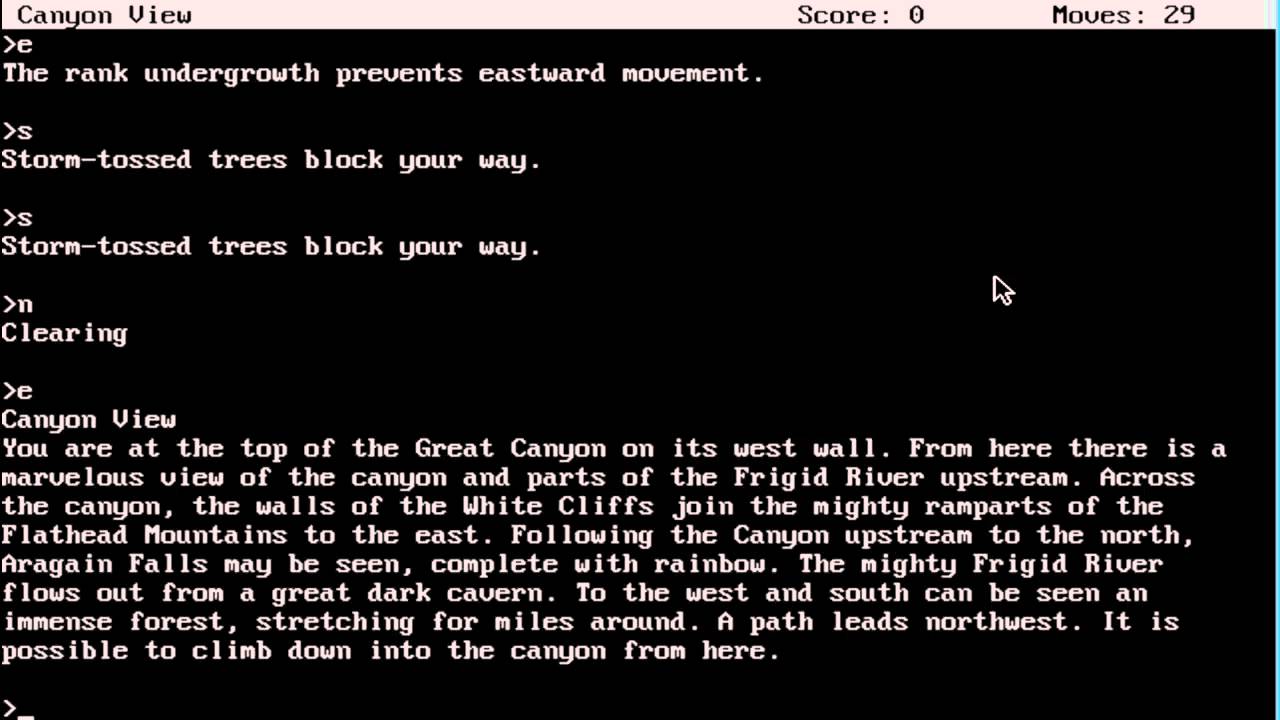 Canyon View Score: 0 Moves: 29
>e
The rank undergrowth prevents eastward movement.
>s
Storm-tossed trees block your way.
>s
Storm-tossed trees block your way.
>n
Clearing
>e
Canyon View
You are at the top of the Great Canyon on its west wall. From here there is a
marvelous view of the canyon and parts of the Frigid River upstream. Across
the canyon, the walls of the White Cliffs join the mighty ramparts of the
Flathead Mountains to the east. Following the Canyon upstream to the north,
Aragain Falls may be seen, complete with rainbow. The mighty Frigid River
flows out from a great dark cavern. To the west and south can be seen an
immense forest, stretching for miles around. A path leads northwest. It is
possible to climb down into the canyon from here.
>_